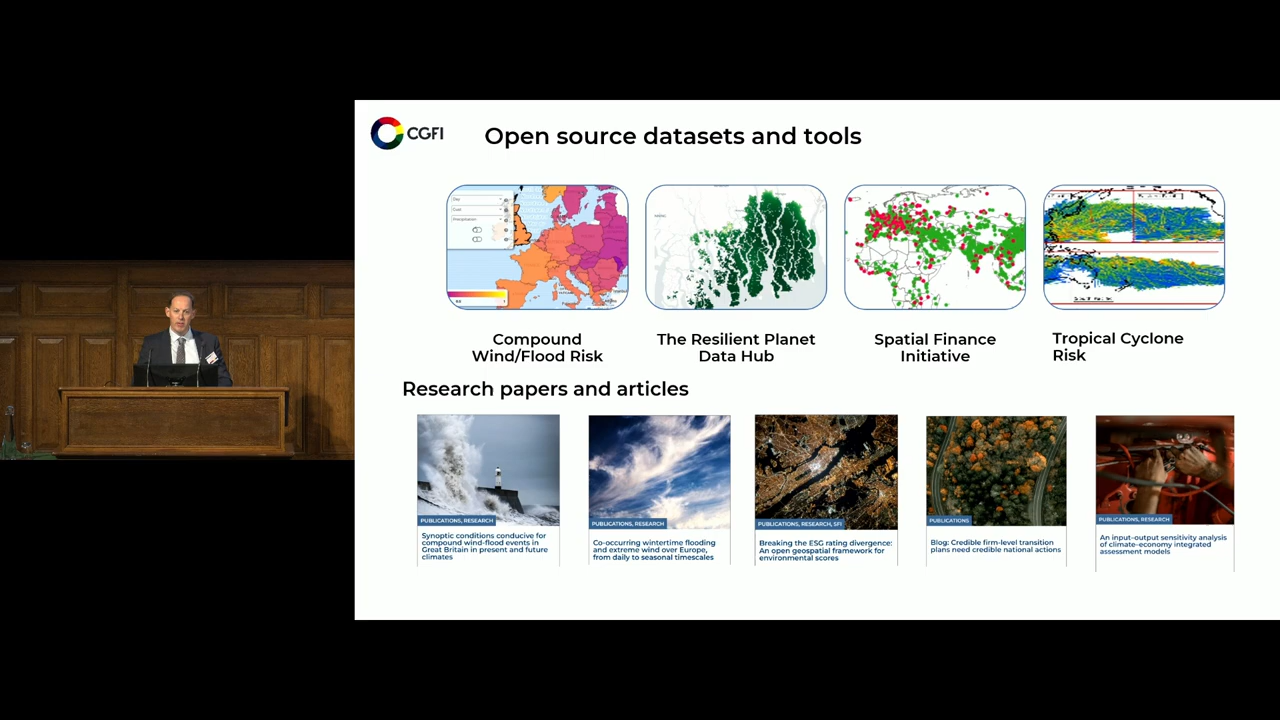 CGFI
Open source datasets and tools
Compound
Wind/Flood Risk
The Resilient Planet
Data Hub
Spatial Finance
Initiative
Tropical Cyclone
Risk
Research papers and articles
PUBLICATIONS, RESEARCH
Synoptic conditions conducive for
compound wind-flood events in
Great Britain in present and future
climates
PUBLICATIONS, RESEARCH
Co-occurring wintertime flooding
and extreme wind over Europe,
from daily to seasonal timescales
PUBLICATIONS, RESEARCH, SFI
Breaking the ESG rating divergence:
An open geospatial framework for
environmental scores
PUBLICATIONS
Blog: Credible firm-level transition
plans need credible national actions
PUBLICATIONS, RESEARCH
An input-output sensitivity analysis
of climate-economy integrated
assessment models